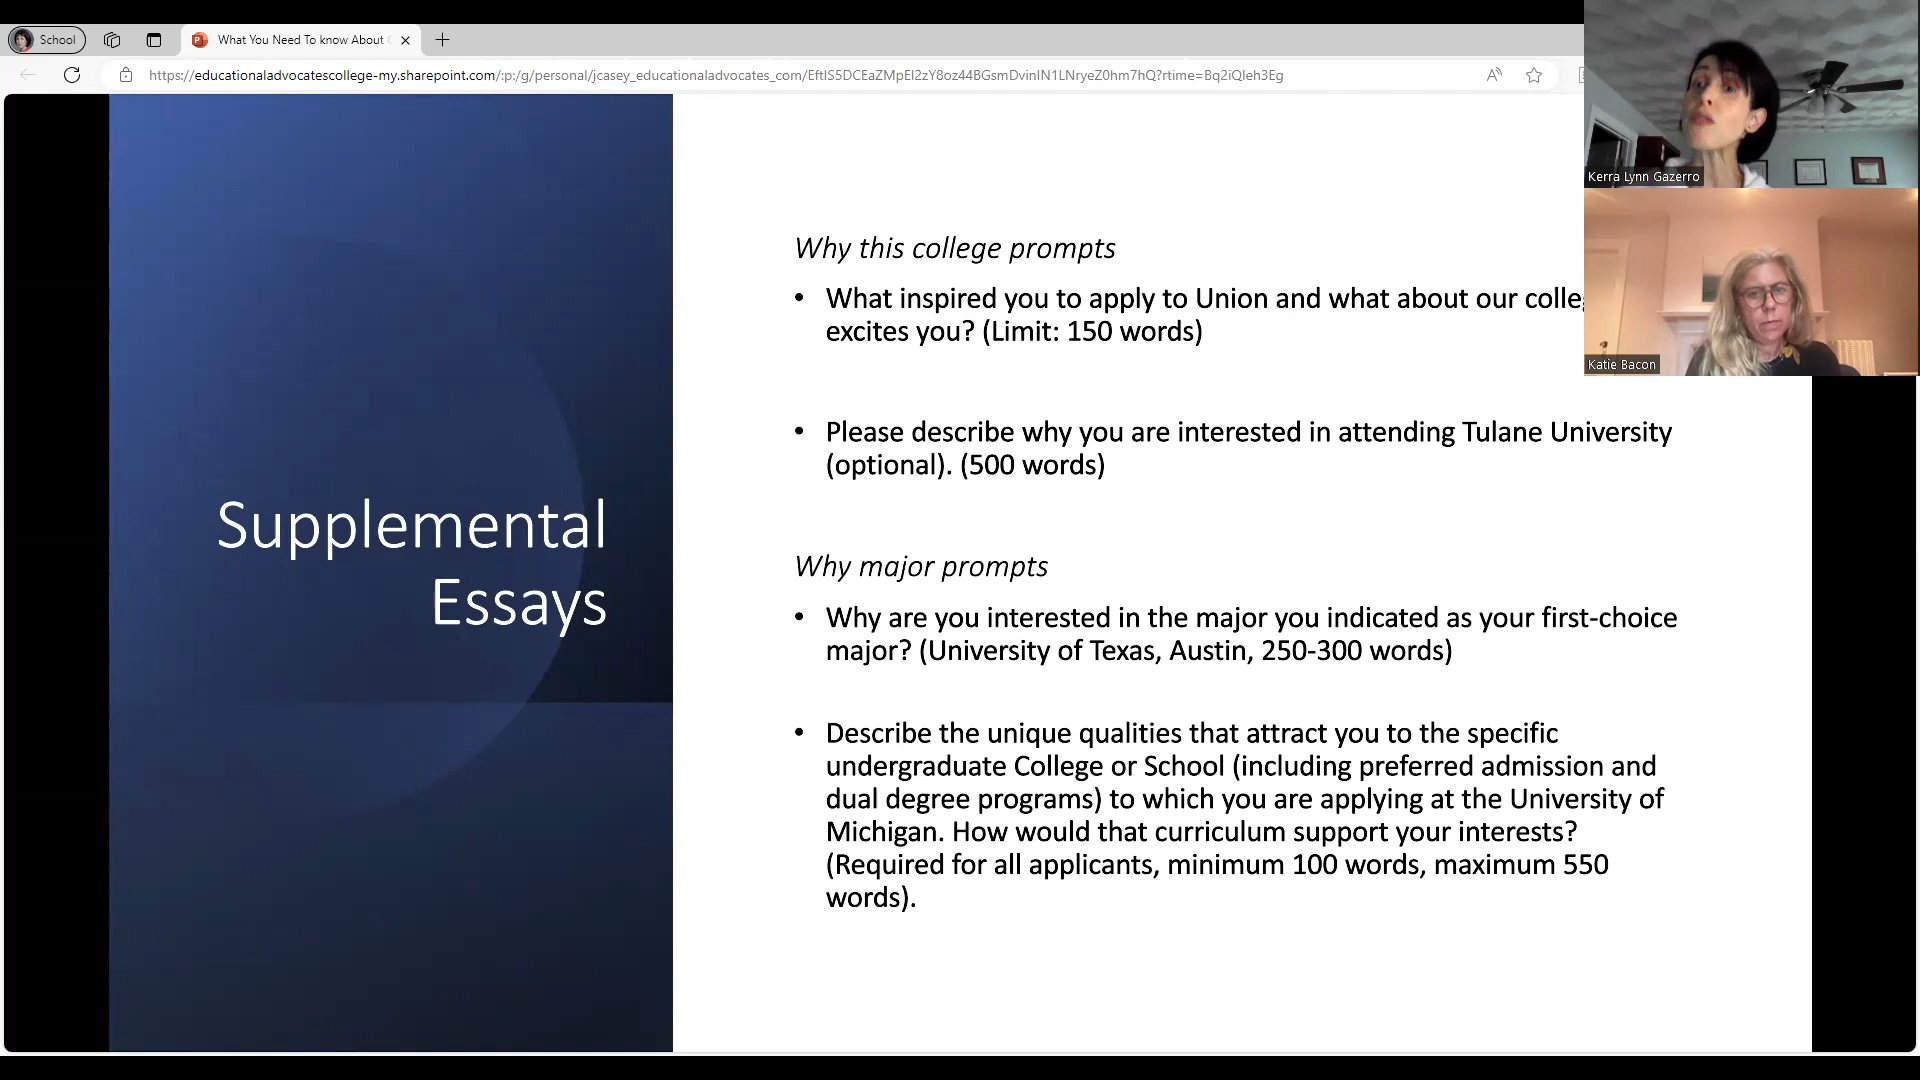 School
What You Need To know About
https://educationaladvocatescollege-my.sharepoint.com/:p:/g/personal/jcasey_educationaladvocates_com/EftIS5DCEaZMpEl2zY8oz44BGsmDvinIN1LNryeZ0hm7hQ?rtime=Bq2iQIeh3Eg
Kerra Lynn Gazerro
Katie Bacon
Supplemental
Essays
Why this college prompts
• What inspired you to apply to Union and what about our colle
excites you? (Limit: 150 words)
• Please describe why you are interested in attending Tulane University
(optional). (500 words)
Why major prompts
• Why are you interested in the major you indicated as your first-choice
major? (University of Texas, Austin, 250-300 words)
• Describe the unique qualities that attract you to the specific
undergraduate College or School (including preferred admission and
dual degree programs) to which you are applying at the University of
Michigan. How would that curriculum support your interests?
(Required for all applicants, minimum 100 words, maximum 550
words).